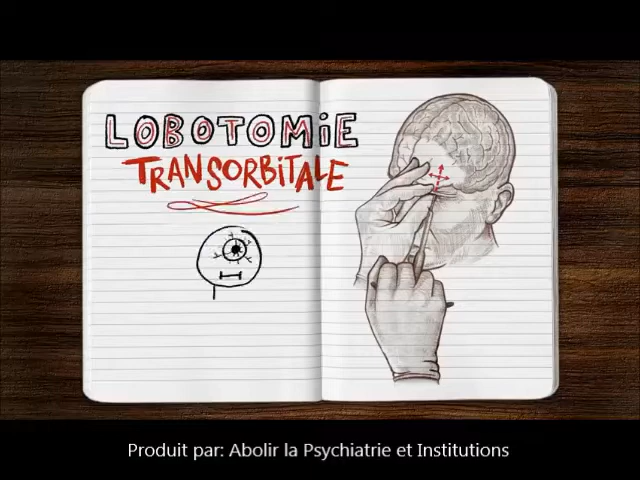 LOBOTOMiE
TRANSORBiTALE
Produit par: Abolir la Psychiatrie et Institutions